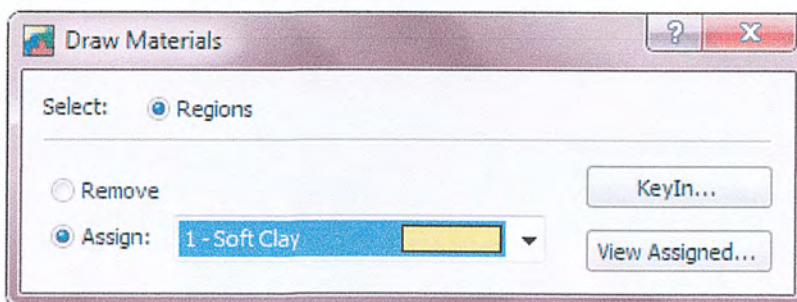 Draw Materials
?
X
Select: Regions
Remove
KeyIn...
Assign: 1 - Soft Clay
View Assigned...